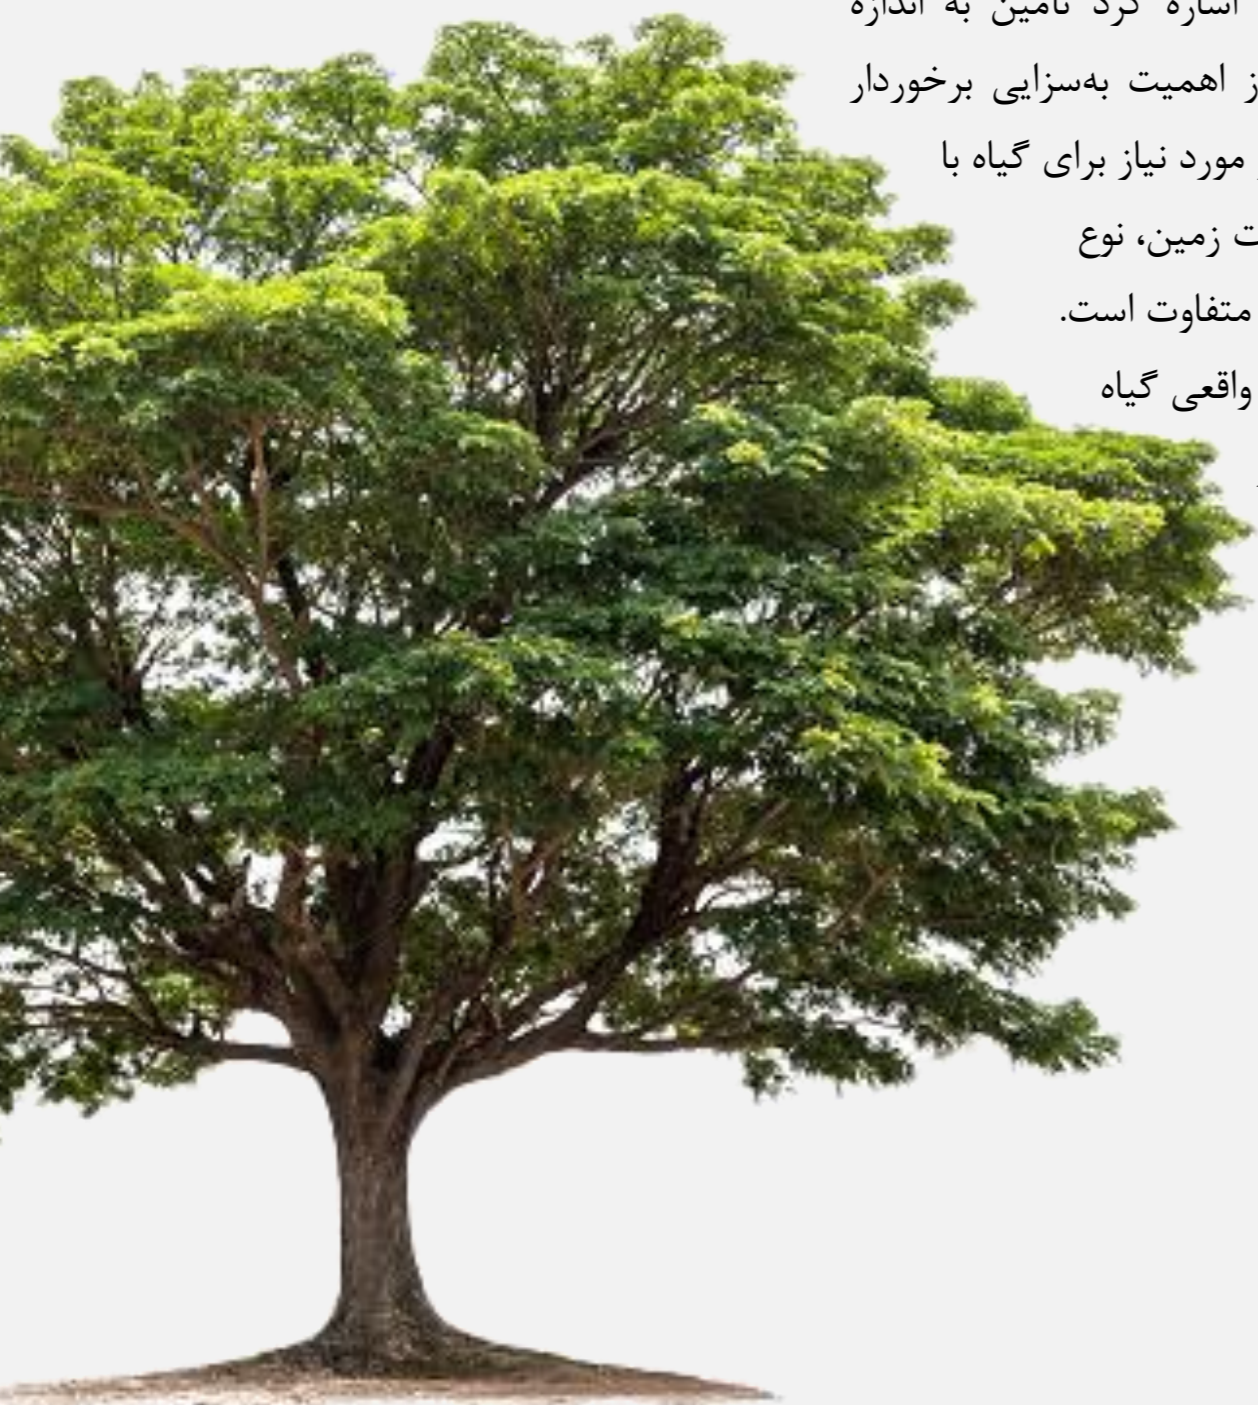 اشاره کرد تامین به اندازه
ز اهمیت به‌سزایی برخوردار
مورد نیاز برای گیاه با
ت زمین، نوع
متفاوت است.
واقعی گیاه